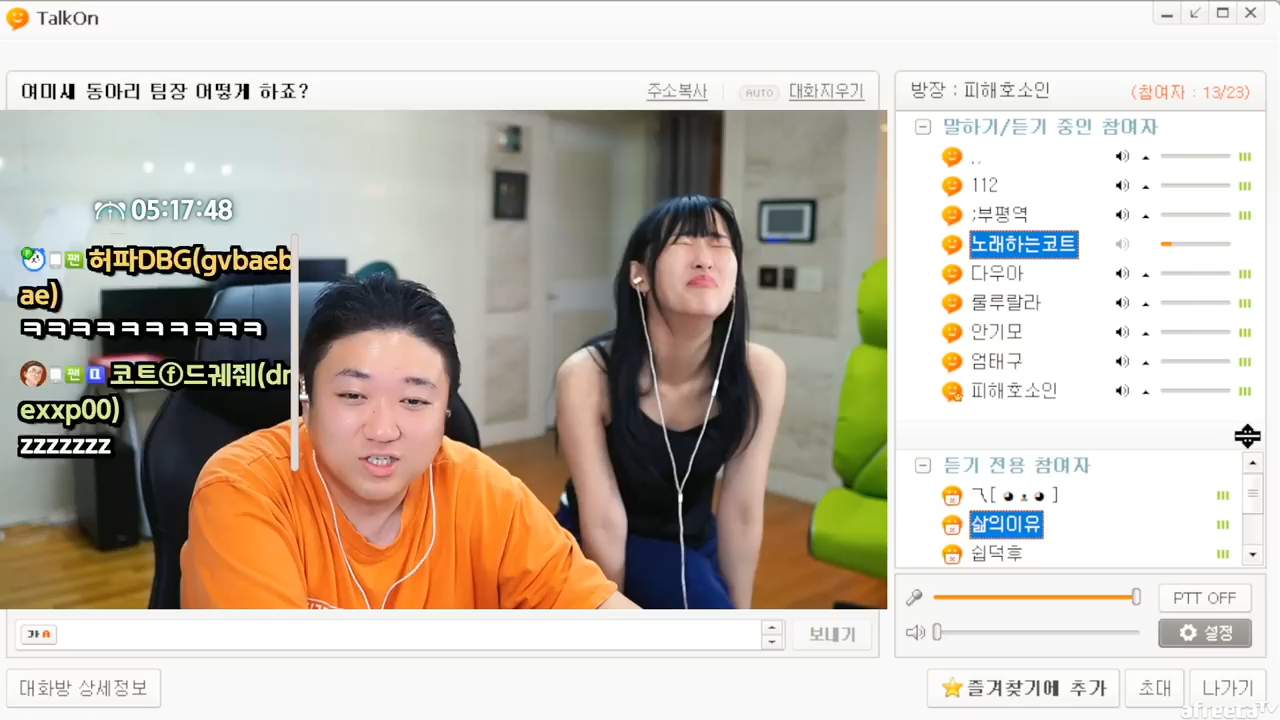 TalkOn
여미새 동아리 팀장 어떻게 하죠?
주소복사
AUTO
대화지우기
05:17:48
팬 허파DBG(gvbaeb
ae)
ㅋㅋㅋㅋㅋㅋㅋㅋㅋㅋ
팬 코트ⓕ드궤줴(dr
exxp00)
zzzzzzz
가 A
보내기
대화방 상세정보
방장 : 피해호소인
(참여자 : 13/23)
말하기/듣기 중인 참여자
,,
112
;부평역
노래하는코트
다우아
룰루랄라
안기모
엄태구
피해호소인
듣기 전용 참여자
ㄟ[ ◕ ᴥ ◕ ]
삶의이유
쉽덕후
PTT OFF
설정
즐겨찾기에 추가
초대
나가기
afreecaTV